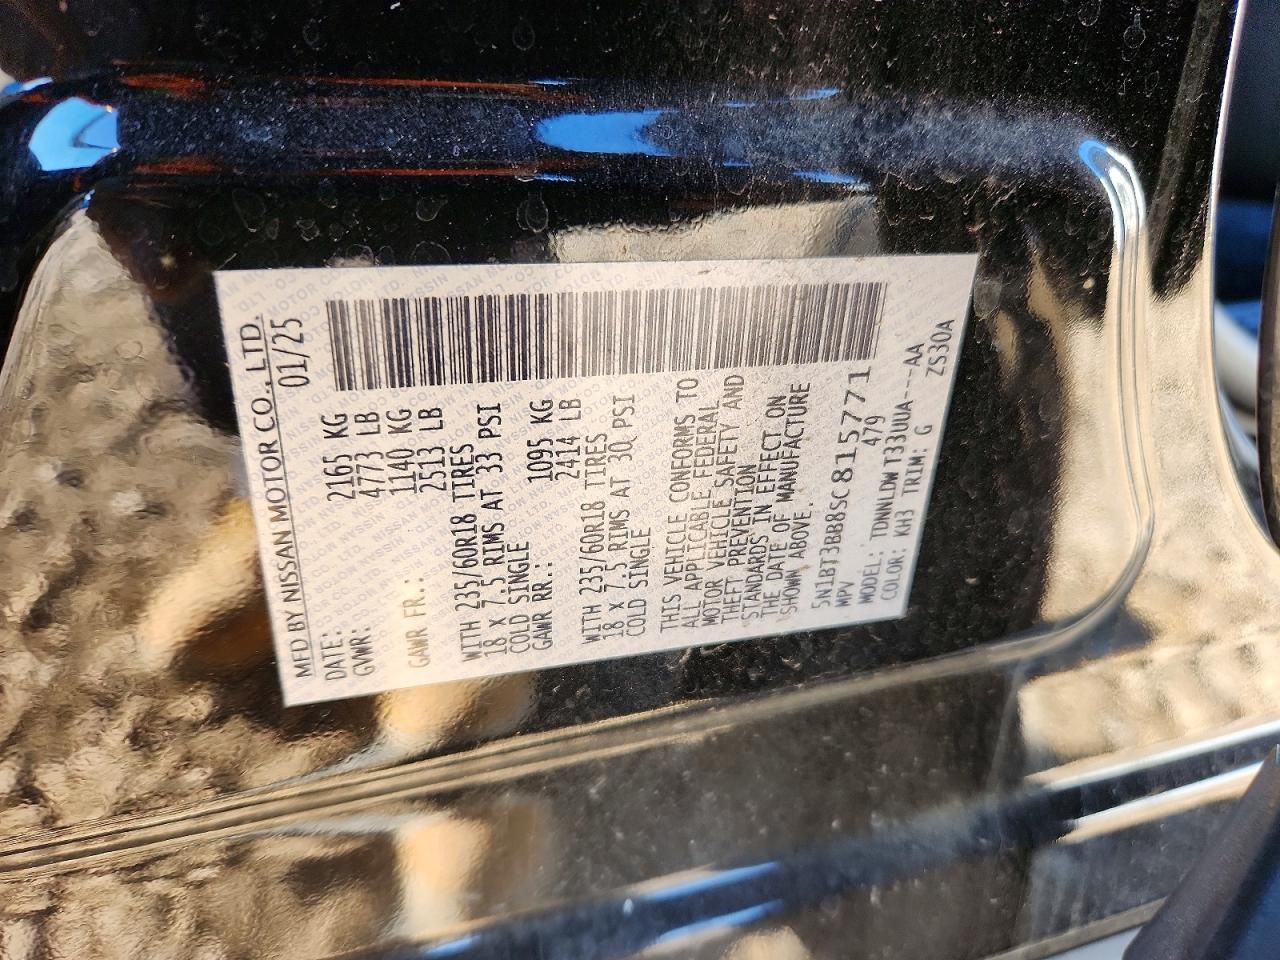 MFD BY NISSAN MOTOR CO., LTD.
DATE: 01/25
GVWR: 2165 KG
4773 LB
GAWR FR.: 1140 KG
2513 LB
WITH 235/60R18 TIRES
18 X 7.5 RIMS AT 33 PSI
COLD SINGLE
GAWR RR.: 1095 KG
2414 LB
WITH 235/60R18 TIRES
18 x 7.5 RIMS AT 30 PSI
COLD SINGLE
THIS VEHICLE CONFORMS TO
ALL APPLICABLE FEDERAL
MOTOR VEHICLE SAFETY AND
THEFT PREVENTION
STANDARDS IN EFFECT ON
THE DATE OF MANUFACTURE
SHOWN ABOVE.
5N1BT3BB8SC815771
MPV 479
MODEL: TDNNLDWT33UUA---AA
COLOR: KH3 TRIM: G ZS30A